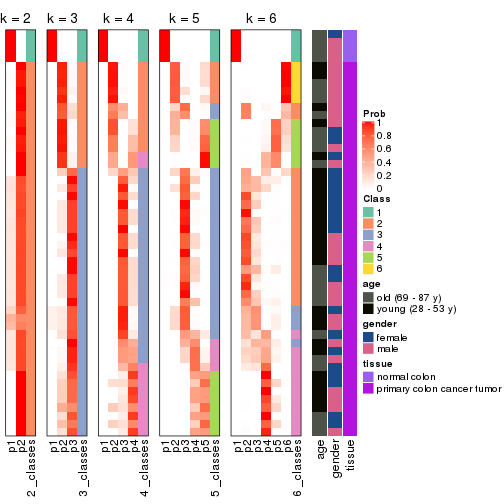 k = 2
k = 3
k = 4
k = 5
k = 6
Prob
1
0.8
0.6
0.4
0.2
0
Class
1
2
3
4
5
6
age
old (69 - 87 y)
young (28 - 53 y)
gender
female
male
tissue
normal colon
primary colon cancer tumor
p1
p2
2_classes
p1
p2
p3
3_classes
p1
p2
p3
p4
4_classes
p1
p2
p3
p4
p5
5_classes
p1
p2
p3
p4
p5
p6
6_classes
age
gender
tissue